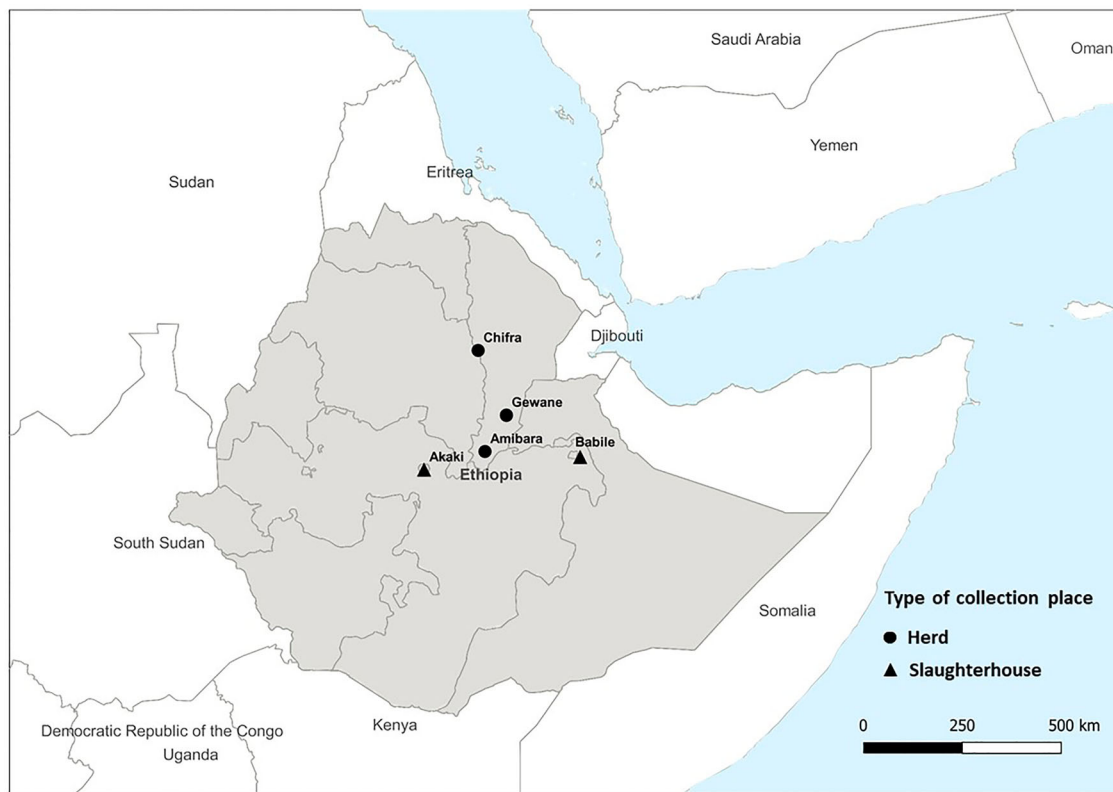 Saudi Arabia
Oman
Yemen
Eritrea
Sudan
Chifra
Djibouti
Gewane
Amibara
Babile
Akaki
Ethiopia
South Sudan
Somalia
Type of collection place
Herd
Slaughterhouse
Kenya
Democratic Republic of the Congo
Uganda
0 250 500 km